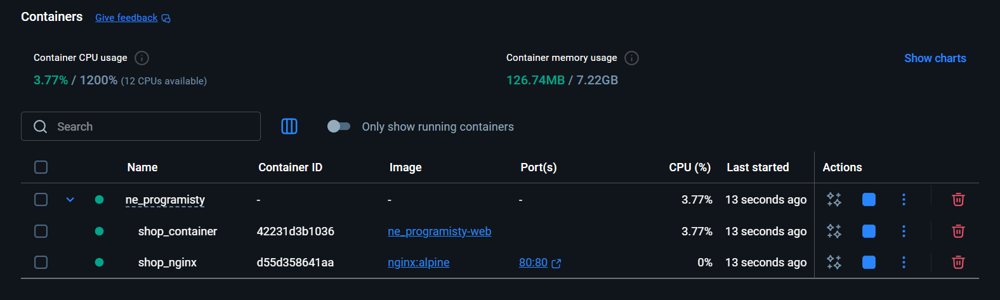 Containers Give feedback
Container CPU usage Container memory usage Show charts
3.77% / 1200% (12 CPUs available) 126.74MB / 7.22GB
Search Only show running containers
Name Container ID Image Port(s) CPU (%) Last started Actions
ne_programisty - - - 3.77% 13 seconds ago
shop_container 42231d3b1036 ne_programisty-web 3.77% 13 seconds ago
shop_nginx d55d358641aa nginx:alpine 80:80 0% 13 seconds ago